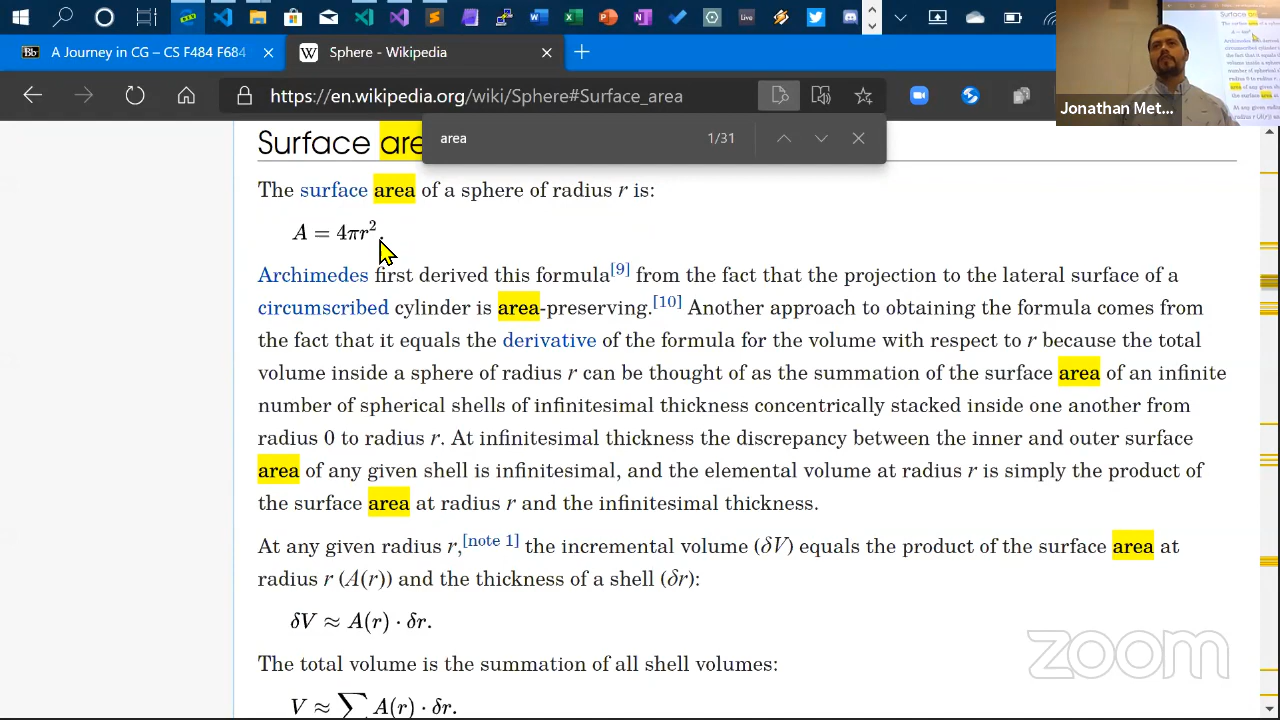 Live
Bb A Journey in CG – CS F484 F684
W Sphere - Wikipedia
https://en.wikipedia.org/wiki/Sphere#Surface_area
area 1/31
Jonathan Met...
Surface are
The surface area of a sphere of radius r is:
A = 4πr².
Archimedes first derived this formula[9] from the fact that the projection to the lateral surface of a
circumscribed cylinder is area-preserving.[10] Another approach to obtaining the formula comes from
the fact that it equals the derivative of the formula for the volume with respect to r because the total
volume inside a sphere of radius r can be thought of as the summation of the surface area of an infinite
number of spherical shells of infinitesimal thickness concentrically stacked inside one another from
radius 0 to radius r. At infinitesimal thickness the discrepancy between the inner and outer surface
area of any given shell is infinitesimal, and the elemental volume at radius r is simply the product of
the surface area at radius r and the infinitesimal thickness.
At any given radius r,[note 1] the incremental volume (δV) equals the product of the surface area at
radius r (A(r)) and the thickness of a shell (δr):
δV ≈ A(r) · δr.
zoom
The total volume is the summation of all shell volumes:
V ≈ ∑ A(r) · δr.